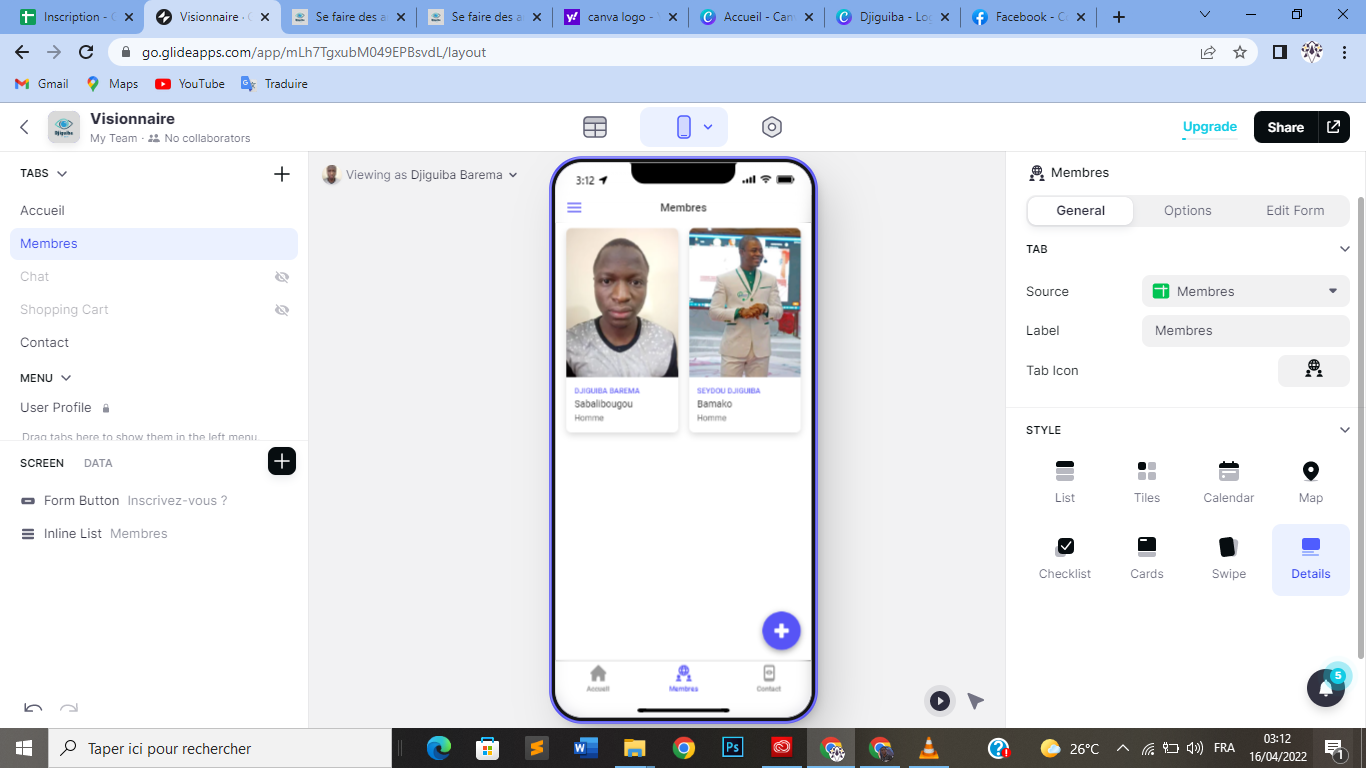 Inscription - C
Visionnaire - G
Se faire des a
Se faire des a
canva logo -
Accueil - Can
Djiguiba - Lo
Facebook - C
go.glideapps.com/app/mLh7TgxubM049EPBsvdL/layout
Gmail
Maps
YouTube
Traduire
Visionnaire
My Team · No collaborators
Upgrade
Share
TABS
Accueil
Membres
Chat
Shopping Cart
Contact
MENU
User Profile
Drag tabs here to show them in the left menu
SCREEN
DATA
Form Button Inscrivez-vous ?
Inline List Membres
Viewing as Djiguiba Barema
3:12
Membres
DJIGUIBA BAREMA
Sabalibougou
Homme
SEYDOU DJIGUIBA
Bamako
Homme
Accueil
Membres
Contact
Membres
General
Options
Edit Form
TAB
Source
Membres
Label
Membres
Tab Icon
STYLE
List
Tiles
Calendar
Map
Checklist
Cards
Swipe
Details
5
Taper ici pour rechercher
26°C
FRA
03:12
16/04/2022
1